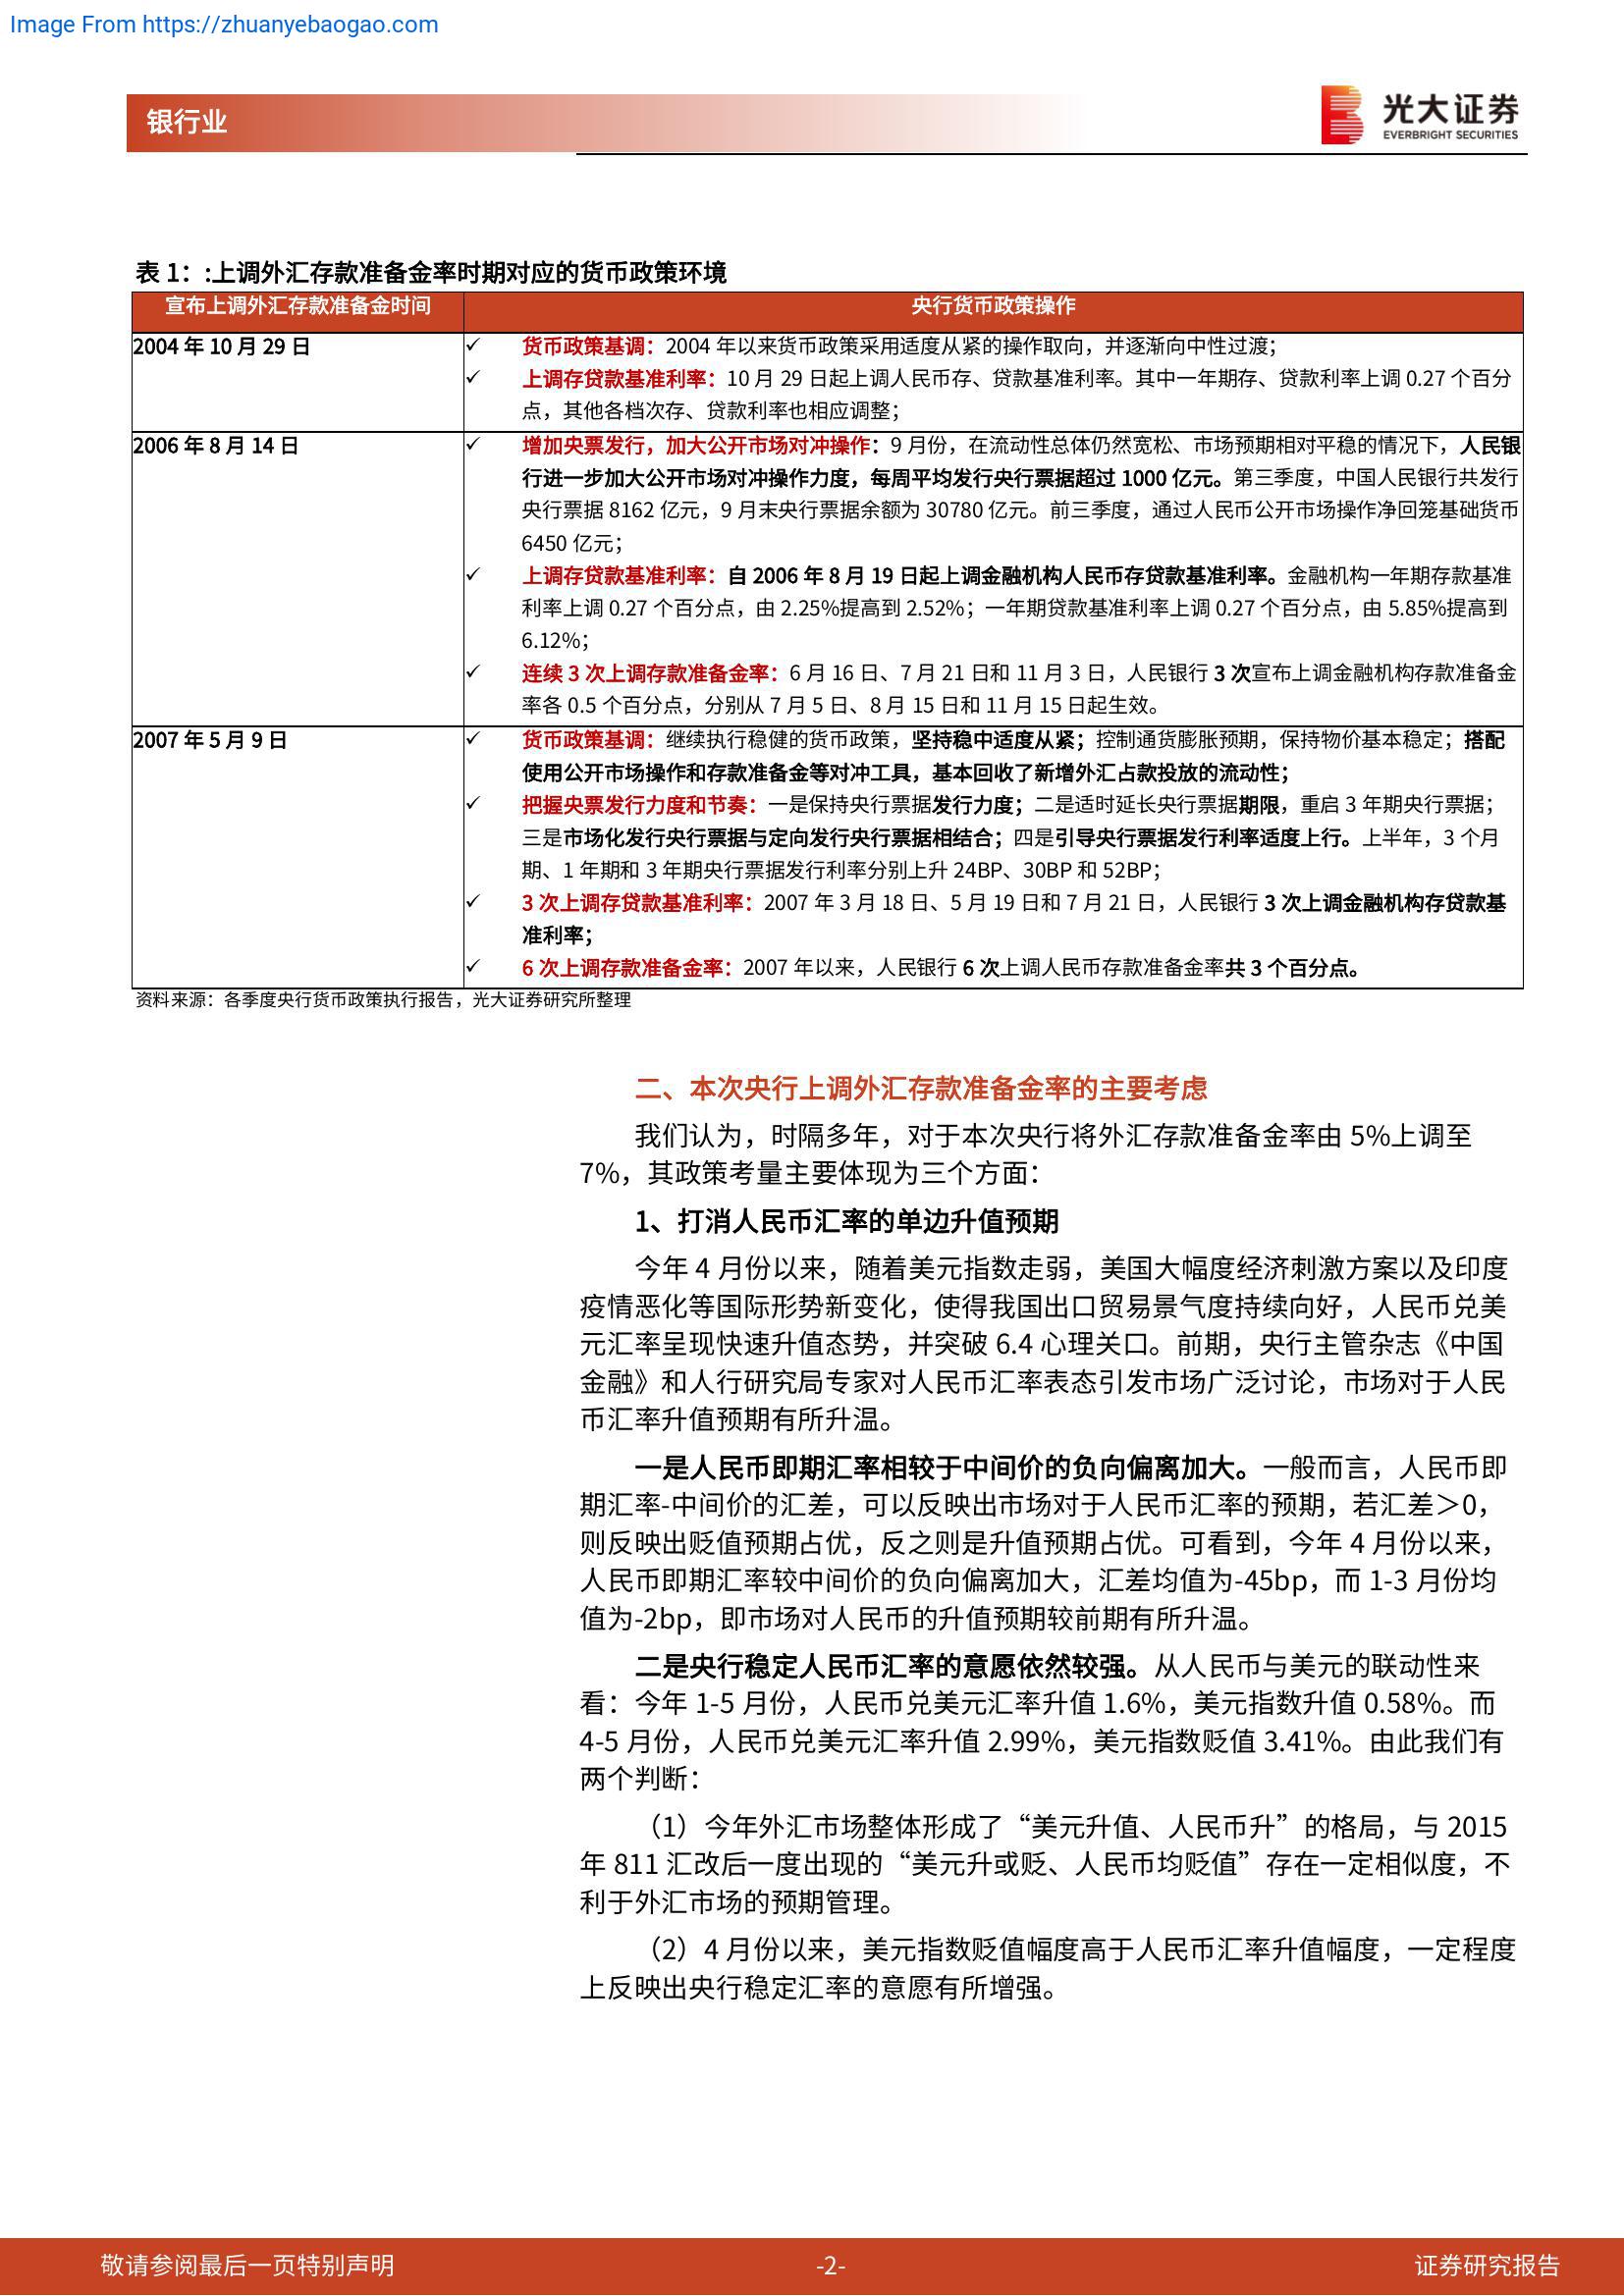 Image From https://zhuanyebaogao.com
银行业
光大证券
EVERBRIGHT SECURITIES
表 1：:上调外汇存款准备金率时期对应的货币政策环境
宣布上调外汇存款准备金时间 央行货币政策操作
2004 年 10 月 29 日 ✓ 货币政策基调：2004 年以来货币政策采用适度从紧的操作取向，并逐渐向中性过渡；
✓ 上调存贷款基准利率：10 月 29 日起上调人民币存、贷款基准利率。其中一年期存、贷款利率上调 0.27 个百分
点，其他各档次存、贷款利率也相应调整；
2006 年 8 月 14 日 ✓ 增加央票发行，加大公开市场对冲操作：9 月份，在流动性总体仍然宽松、市场预期相对平稳的情况下，人民银
行进一步加大公开市场对冲操作力度，每周平均发行央行票据超过 1000 亿元。第三季度，中国人民银行共发行
央行票据 8162 亿元，9 月末央行票据余额为 30780 亿元。前三季度，通过人民币公开市场操作净回笼基础货币
6450 亿元；
✓ 上调存贷款基准利率：自 2006 年 8 月 19 日起上调金融机构人民币存贷款基准利率。金融机构一年期存款基准
利率上调 0.27 个百分点，由 2.25%提高到 2.52%；一年期贷款基准利率上调 0.27 个百分点，由 5.85%提高到
6.12%；
✓ 连续 3 次上调存款准备金率：6 月 16 日、7 月 21 日和 11 月 3 日，人民银行 3 次宣布上调金融机构存款准备金
率各 0.5 个百分点，分别从 7 月 5 日、8 月 15 日和 11 月 15 日起生效。
2007 年 5 月 9 日 ✓ 货币政策基调：继续执行稳健的货币政策，坚持稳中适度从紧；控制通货膨胀预期，保持物价基本稳定；搭配
使用公开市场操作和存款准备金等对冲工具，基本回收了新增外汇占款投放的流动性；
✓ 把握央票发行力度和节奏：一是保持央行票据发行力度；二是适时延长央行票据期限，重启 3 年期央行票据；
三是市场化发行央行票据与定向发行央行票据相结合；四是引导央行票据发行利率适度上行。上半年，3 个月
期、1 年期和 3 年期央行票据发行利率分别上升 24BP、30BP 和 52BP；
✓ 3 次上调存贷款基准利率：2007 年 3 月 18 日、5 月 19 日和 7 月 21 日，人民银行 3 次上调金融机构存贷款基
准利率；
✓ 6 次上调存款准备金率：2007 年以来，人民银行 6 次上调人民币存款准备金率共 3 个百分点。
资料来源：各季度央行货币政策执行报告，光大证券研究所整理
二、本次央行上调外汇存款准备金率的主要考虑
我们认为，时隔多年，对于本次央行将外汇存款准备金率由 5%上调至
7%，其政策考量主要体现为三个方面：
1、打消人民币汇率的单边升值预期
今年 4 月份以来，随着美元指数走弱，美国大幅度经济刺激方案以及印度
疫情恶化等国际形势新变化，使得我国出口贸易景气度持续向好，人民币兑美
元汇率呈现快速升值态势，并突破 6.4 心理关口。前期，央行主管杂志《中国
金融》和人行研究局专家对人民币汇率表态引发市场广泛讨论，市场对于人民
币汇率升值预期有所升温。
一是人民币即期汇率相较于中间价的负向偏离加大。一般而言，人民币即
期汇率-中间价的汇差，可以反映出市场对于人民币汇率的预期，若汇差＞0，
则反映出贬值预期占优，反之则是升值预期占优。可看到，今年 4 月份以来，
人民币即期汇率较中间价的负向偏离加大，汇差均值为-45bp，而 1-3 月份均
值为-2bp，即市场对人民币的升值预期较前期有所升温。
二是央行稳定人民币汇率的意愿依然较强。从人民币与美元的联动性来
看：今年 1-5 月份，人民币兑美元汇率升值 1.6%，美元指数升值 0.58%。而
4-5 月份，人民币兑美元汇率升值 2.99%，美元指数贬值 3.41%。由此我们有
两个判断：
（1）今年外汇市场整体形成了“美元升值、人民币升”的格局，与 2015
年 811 汇改后一度出现的“美元升或贬、人民币均贬值”存在一定相似度，不
利于外汇市场的预期管理。
（2）4 月份以来，美元指数贬值幅度高于人民币汇率升值幅度，一定程度
上反映出央行稳定汇率的意愿有所增强。
敬请参阅最后一页特别声明 -2- 证券研究报告